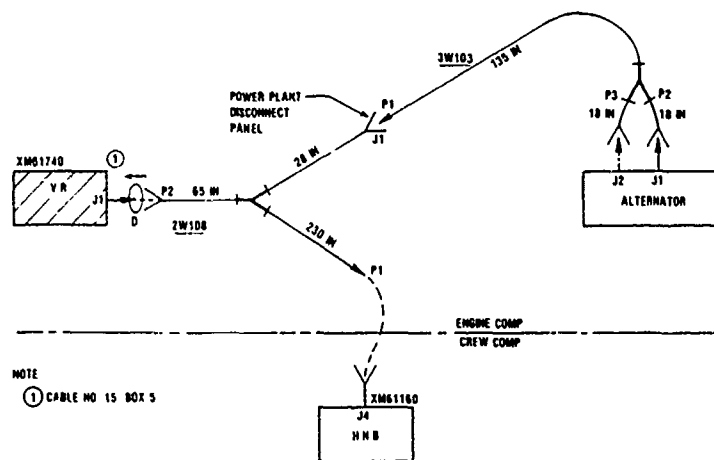 3W103
135 IN
POWER PLANT
DISCONNECT
PANEL
P1
J1
P3
P2
18 IN
18 IN
J2
J1
ALTERNATOR
28 IN
XM61740
1
VR
J1
D
P2
65 IN
2W108
230 IN
P1
ENGINE COMP
CREW COMP
NOTE
1 CABLE NO 15 BOX 5
XM61160
J4
HNB